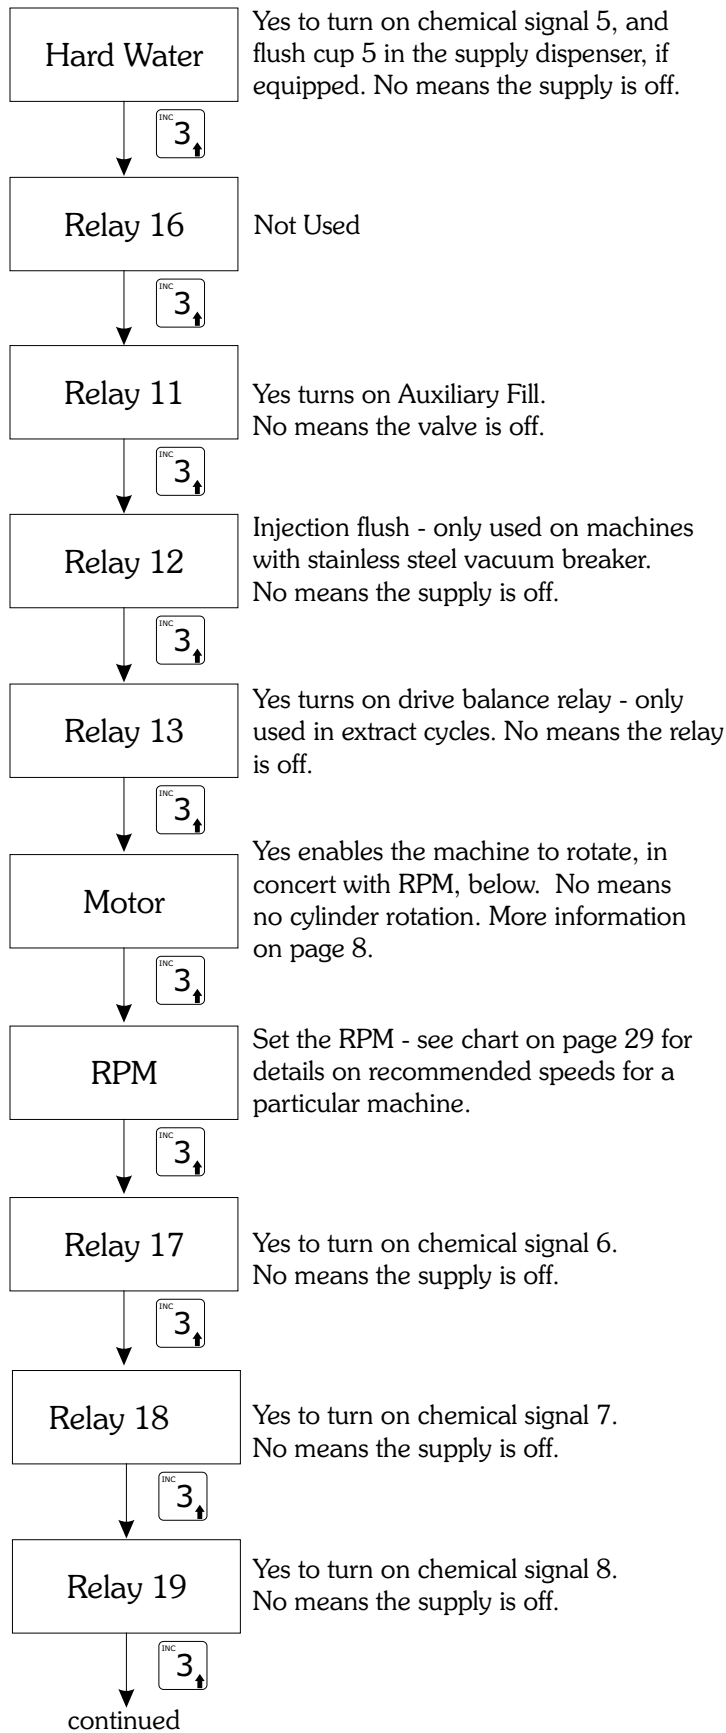 Hard Water
Yes to turn on chemical signal 5, and
flush cup 5 in the supply dispenser, if
equipped. No means the supply is off.
INC
3
Relay 16
Not Used
INC
3
Relay 11
Yes turns on Auxiliary Fill.
No means the valve is off.
INC
3
Relay 12
Injection flush - only used on machines
with stainless steel vacuum breaker.
No means the supply is off.
INC
3
Relay 13
Yes turns on drive balance relay - only
used in extract cycles. No means the relay
is off.
INC
3
Motor
Yes enables the machine to rotate, in
concert with RPM, below.  No means
no cylinder rotation. More information
on page 8.
INC
3
RPM
Set the RPM - see chart on page 29 for
details on recommended speeds for a
particular machine.
INC
3
Relay 17
Yes to turn on chemical signal 6.
No means the supply is off.
INC
3
Relay 18
Yes to turn on chemical signal 7.
No means the supply is off.
INC
3
Relay 19
Yes to turn on chemical signal 8.
No means the supply is off.
INC
3
continued